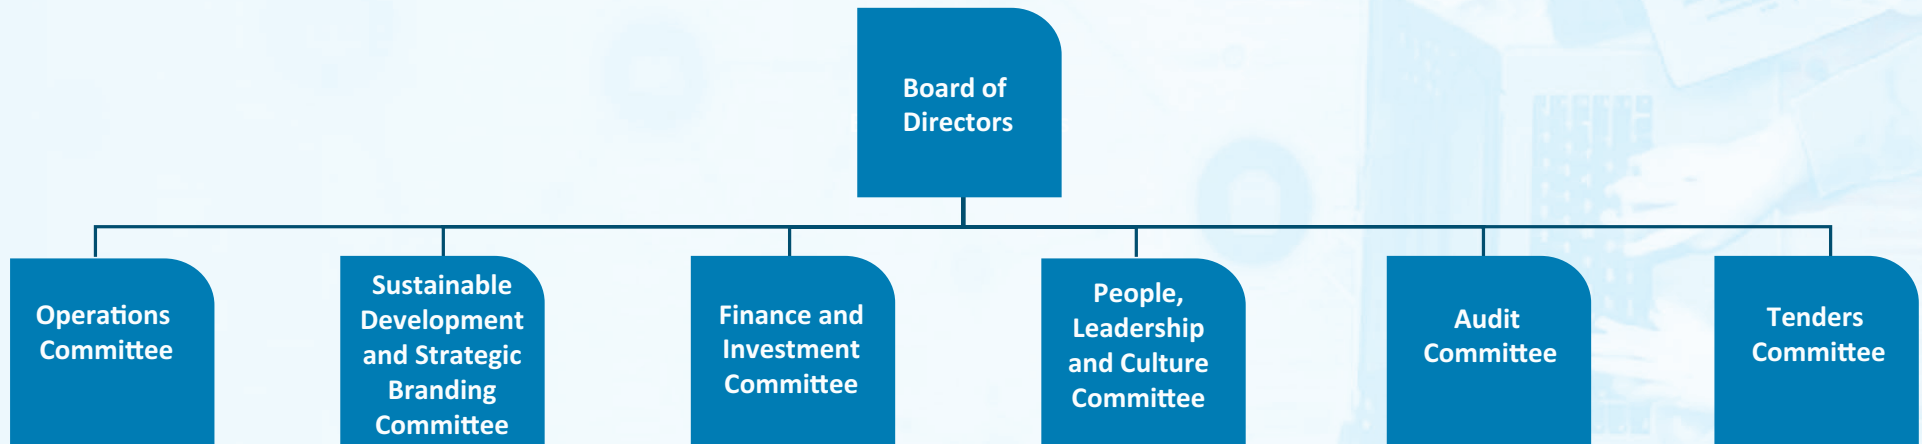 Board of
Directors
Operations
Committee
Sustainable
Development
and Strategic
Branding
Committee
Finance and
Investment
Committee
People,
Leadership
and Culture
Committee
Audit
Committee
Tenders
Committee